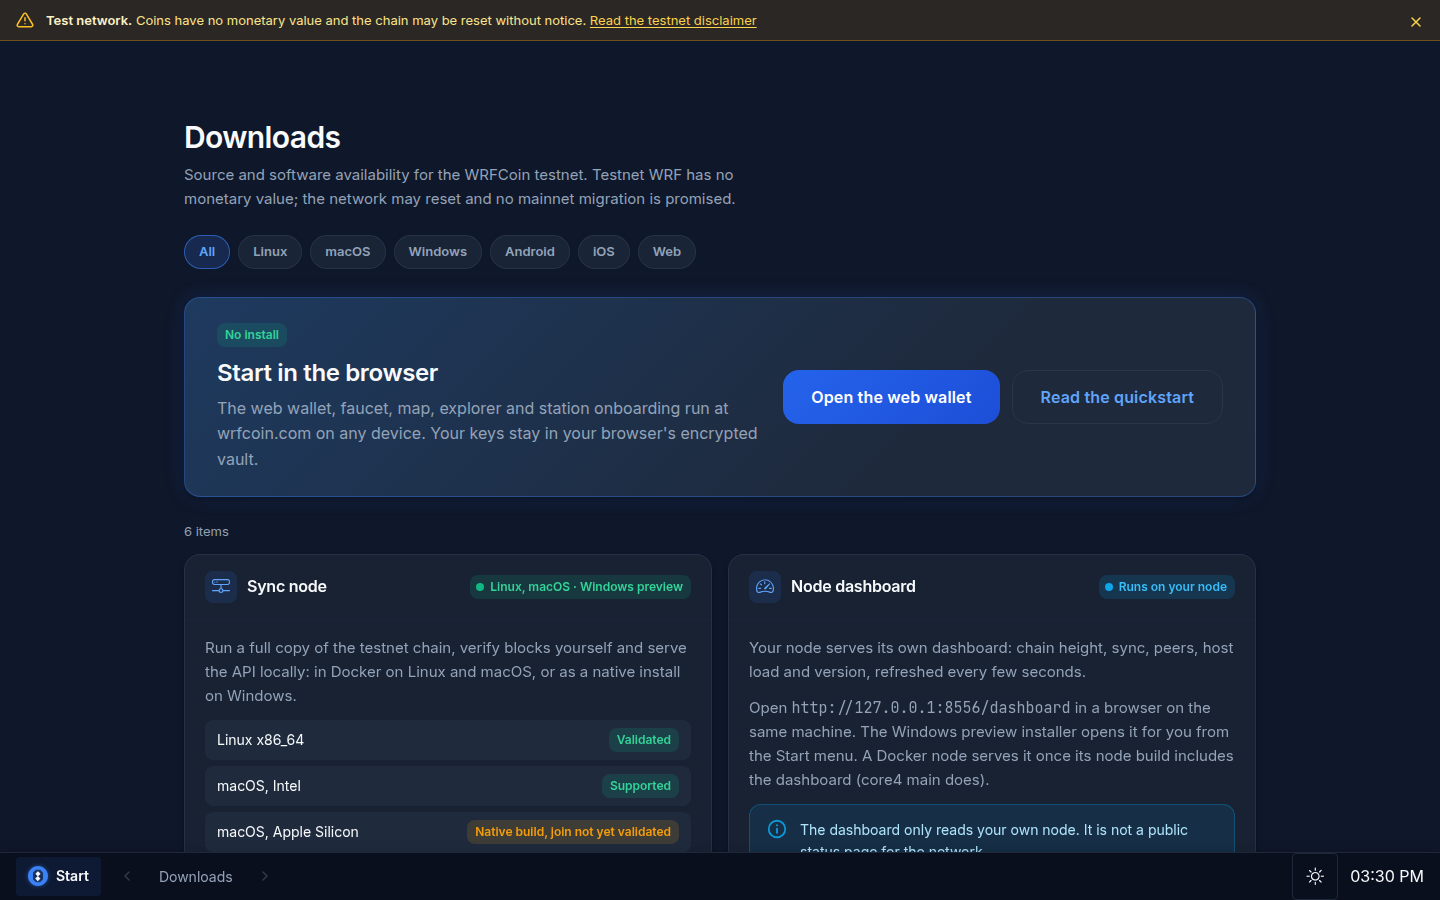 Test network. Coins have no monetary value and the chain may be reset without notice. Read the testnet disclaimer
Downloads
Source and software availability for the WRFCoin testnet. Testnet WRF has no
monetary value; the network may reset and no mainnet migration is promised.
All
Linux
macOS
Windows
Android
iOS
Web
No install
Start in the browser
The web wallet, faucet, map, explorer and station onboarding run at
wrfcoin.com on any device. Your keys stay in your browser's encrypted
vault.
Open the web wallet
Read the quickstart
6 items
Sync node
Linux, macOS · Windows preview
Run a full copy of the testnet chain, verify blocks yourself and serve
the API locally: in Docker on Linux and macOS, or as a native install
on Windows.
Linux x86_64
Validated
macOS, Intel
Supported
macOS, Apple Silicon
Native build, join not yet validated
Node dashboard
Runs on your node
Your node serves its own dashboard: chain height, sync, peers, host
load and version, refreshed every few seconds.
Open http://127.0.0.1:8556/dashboard in a browser on the
same machine. The Windows preview installer opens it for you from
the Start menu. A Docker node serves it once its node build includes
the dashboard (core4 main does).
The dashboard only reads your own node. It is not a public
status page for the network.
Start
Downloads
03:30 PM